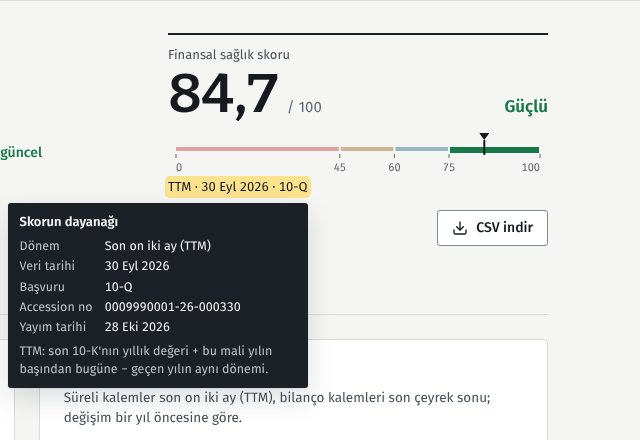 Finansal sağlık skoru
84,7 / 100
Güçlü
güncel
0 45 60 75 100
TTM · 30 Eyl 2026 · 10-Q
Skorun dayanağı
Dönem Son on iki ay (TTM)
Veri tarihi 30 Eyl 2026
Başvuru 10-Q
Accession no 0009990001-26-000330
Yayım tarihi 28 Eki 2026
TTM: son 10-K'nın yıllık değeri + bu mali yılın
başından bugüne − geçen yılın aynı dönemi.
CSV indir
Süreli kalemler son on iki ay (TTM), bilanço kalemleri son çeyrek sonu;
değişim bir yıl öncesine göre.